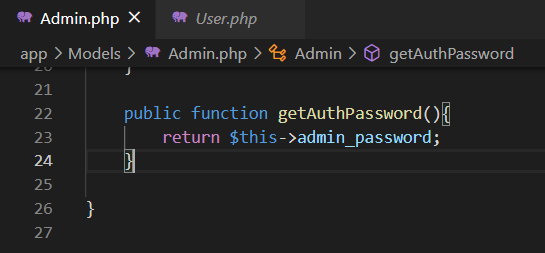 Admin.php
User.php
app > Models > Admin.php > Admin > getAuthPassword
21
22 public function getAuthPassword(){
23 return $this->admin_password;
24 }
25
26 }
27